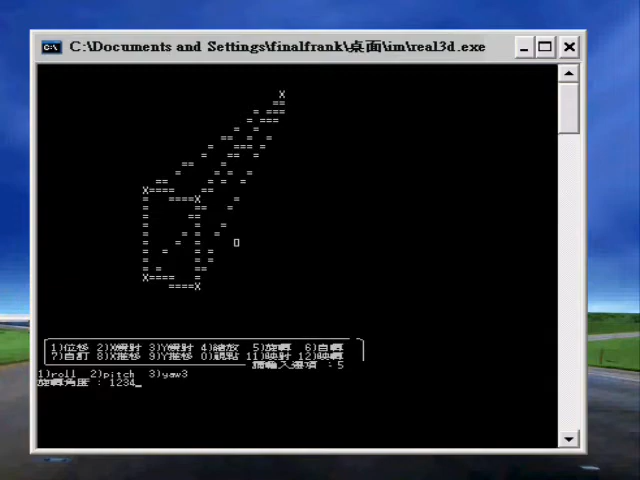 C:\Documents and Settings\finalfrank\桌面\im\real3d.exe
1)位移 2)X鏡射 3)Y鏡射 4)縮放 5)旋轉 6)自轉
7)自訂 8)X推移 9)Y推移 0)視點 11)映射 12)映轉
請輸入選項 :5
1)roll 2)pitch 3)yaw3
旋轉角度 : 1234_